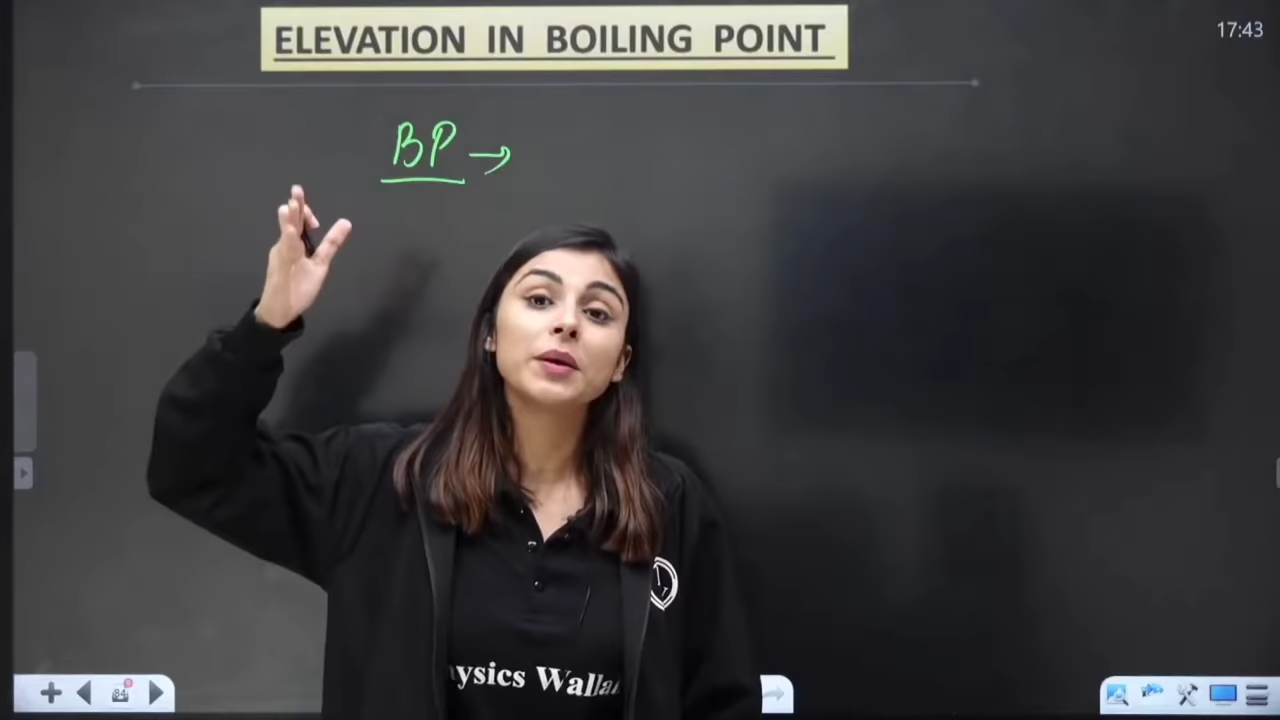 ELEVATION IN BOILING POINT
17:43
BP →
84
ysics Walla